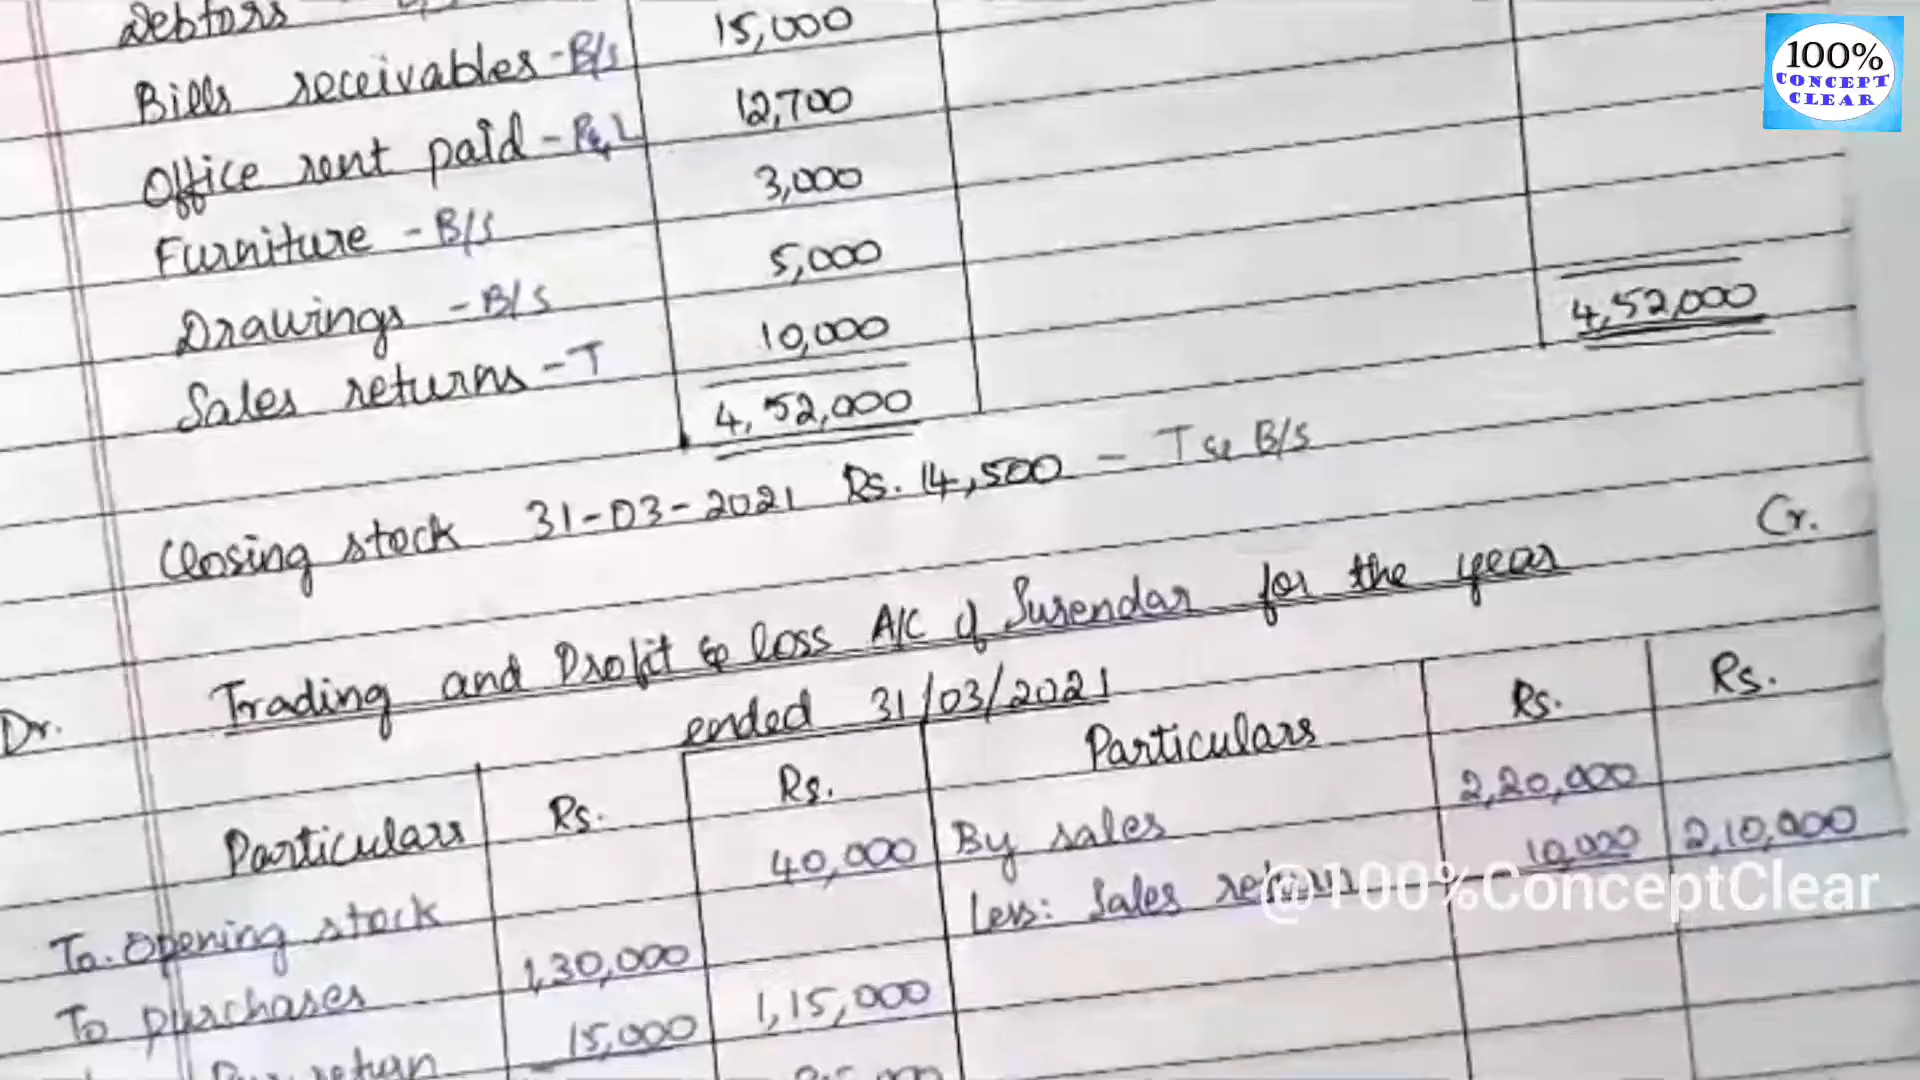 Debtors
Bills receivables - B/s 15,000
Office rent paid - P&L 12,700
Furniture - B/s 3,000
Drawings - B/s 5,000
Sales returns - T 10,000
4,52,000 4,52,000
Closing stock 31-03-2021 Rs. 14,500 - T & B/s
Dr. Trading and Profit & loss A/c of Surendar for the year Cr.
ended 31/03/2021
Particulars Rs. Rs. Particulars Rs. Rs.
To. Opening stock 40,000 By sales 2,20,000
Less: Sales return 10,000 2,10,000
To purchases 1,30,000
return 15,000 1,15,000
100%
CONCEPT
CLEAR
@100%ConceptClear